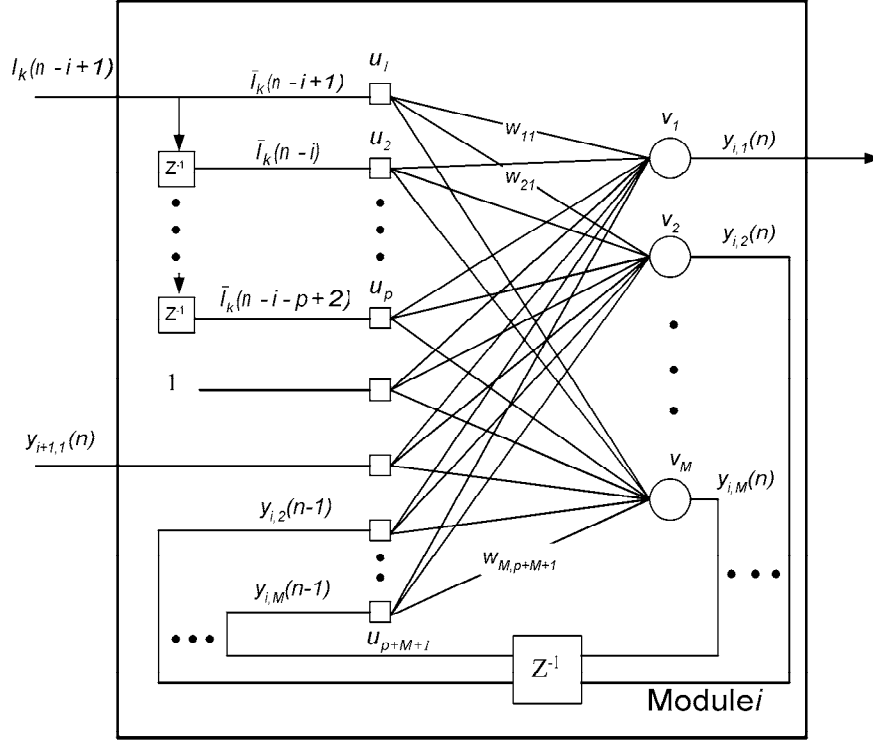 I_k(n-i+1)
Ī_k(n-i+1)
u_1
w_11
v_1
y_i,1(n)
Z^-1
Ī_k(n-i)
u_2
w_21
v_2
y_i,2(n)
Z^-1
Ī_k(n-i-p+2)
u_p
1
y_i+1,1(n)
v_M
y_i,M(n)
y_i,2(n-1)
w_M,p+M+1
y_i,M(n-1)
u_p+M+1
Z^-1
Modulei